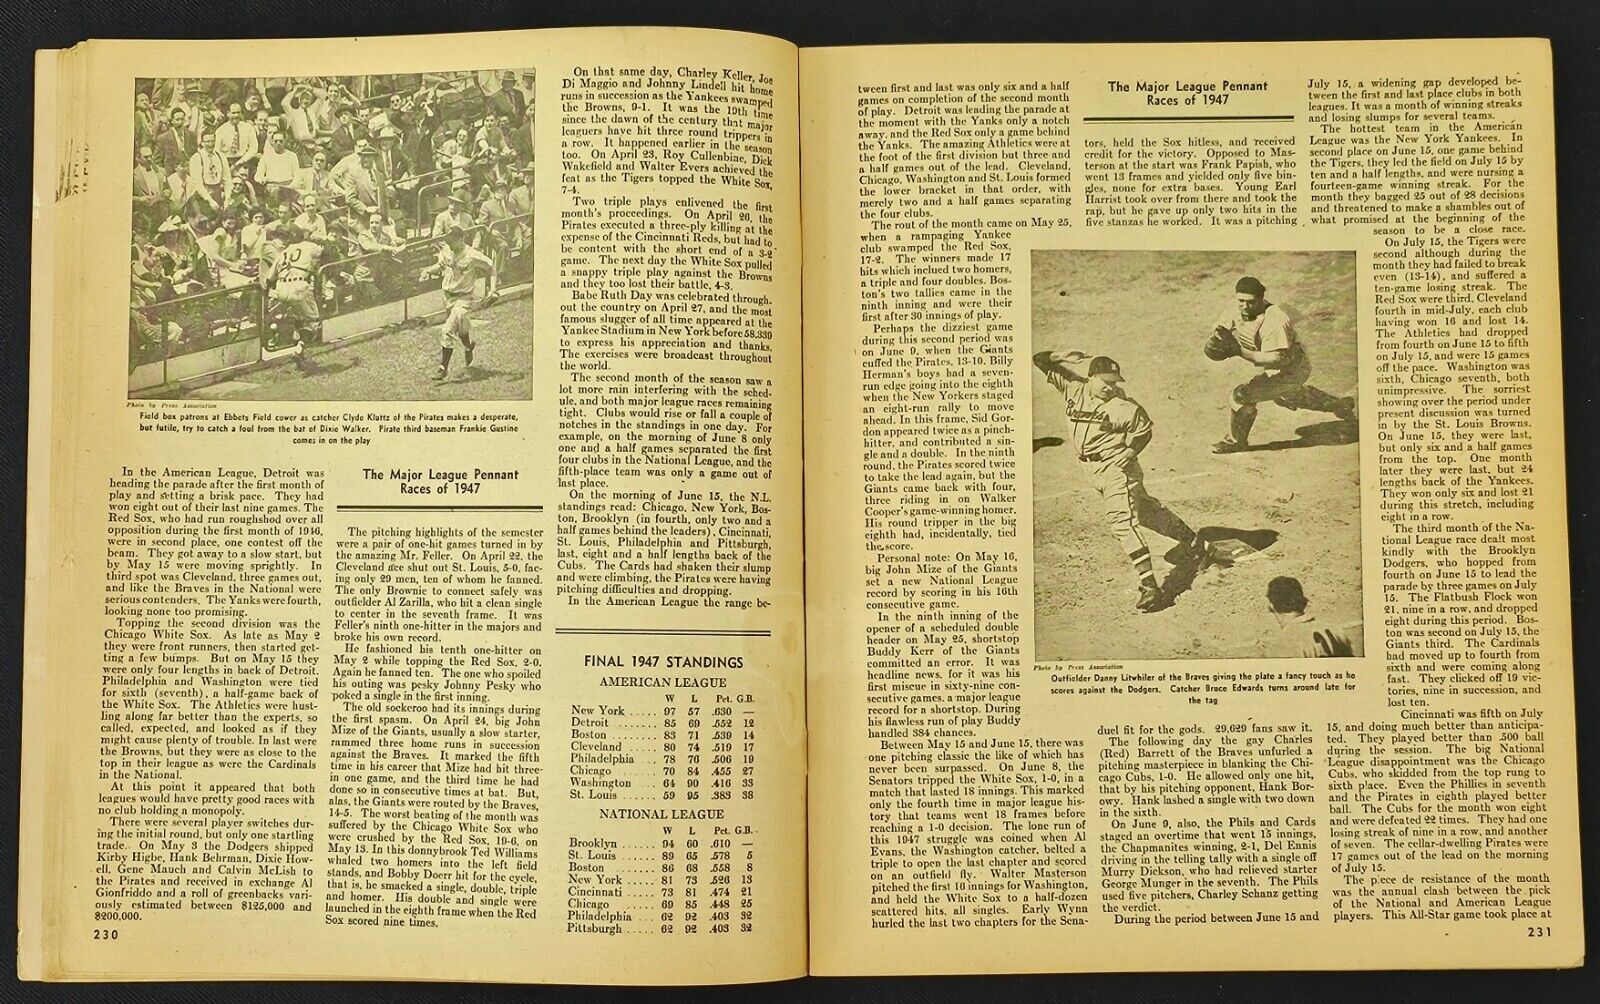 Photo by Press Association
Field box patrons at Ebbets Field cower as catcher Clyde Kluttz of the Pirates makes a desperate,
but futile, try to catch a foul from the bat of Dixie Walker. Pirate third baseman Frankie Gustine
comes in on the play
In the American League, Detroit was
heading the parade after the first month of
play and setting a brisk pace. They had
won eight out of their last nine games. The
Red Sox, who had run roughshod over all
opposition during the first month of 1946,
were in second place, one contest off the
beam. They got away to a slow start, but
by May 15 were moving sprightly. In
third spot was Cleveland, three games out,
and like the Braves in the National were
serious contenders. The Yanks were fourth,
looking none too promising.
Topping the second division was the
Chicago White Sox. As late as May 2
they were front runners, then started get-
ting a few bumps. But on May 15 they
were only four lengths in back of Detroit.
Philadelphia and Washington were tied
for sixth (seventh), a half-game back of
the White Sox. The Athletics were hust-
ling along far better than the experts, so
called, expected, and looked as if they
might cause plenty of trouble. In last were
the Browns, but they were as close to the
top in their league as were the Cardinals
in the National.
At this point it appeared that both
leagues would have pretty good races with
no club holding a monopoly.
There were several player switches dur-
ing the initial round, but only one startling
trade. On May 3 the Dodgers shipped
Kirby Higbe, Hank Behrman, Dixie How-
ell, Gene Mauch and Calvin McLish to
the Pirates and received in exchange Al
Gionfriddo and a roll of greenbacks vari-
ously estimated between $125,000 and
$200,000.
230
The Major League Pennant
Races of 1947
The pitching highlights of the semester
were a pair of one-hit games turned in by
the amazing Mr. Feller. On April 22, the
Cleveland ace shut out St. Louis, 5-0, fac-
ing only 29 men, ten of whom he fanned.
The only Brownie to connect safely was
outfielder Al Zarilla, who hit a clean single
to center in the seventh frame. It was
Feller's ninth one-hitter in the majors and
broke his own record.
He fashioned his tenth one-hitter on
May 2 while topping the Red Sox, 2-0.
Again he fanned ten. The one who spoiled
his outing was pesky Johnny Pesky who
poked a single in the first inning.
The old sockeroo had its innings during
the first spasm. On April 24, big John
Mize of the Giants, usually a slow starter,
rammed three home runs in succession
against the Braves. It marked the fifth
time in his career that Mize had hit three-
in one game, and the third time he had
done so in consecutive times at bat. But,
alas, the Giants were routed by the Braves,
14-5. The worst beating of the month was
suffered by the Chicago White Sox who
were crushed by the Red Sox, 19-6, on
May 13. In this donnybrook Ted Williams
whaled two homers into the left field
stands, and Bobby Doerr hit for the cycle,
that is, he smacked a single, double, triple
and homer. His double and single were
launched in the eighth frame when the Red
Sox scored nine times.
On that same day, Charley Keller, Joe
Di Maggio and Johnny Lindell hit home
runs in succession as the Yankees swamped
the Browns, 9-1. It was the 19th time
since the dawn of the century that major
leaguers have hit three round trippers in
a row. It happened earlier in the season
too. On April 23, Roy Cullenbine, Dick
Wakefield and Walter Evers achieved the
feat as the Tigers topped the White Sox,
7-4.
Two triple plays enlivened the first
month's proceedings. On April 26, the
Pirates executed a three-ply killing at the
expense of the Cincinnati Reds, but had to
be content with the short end of a 3-2
game. The next day the White Sox pulled
a snappy triple play against the Browns
and they too lost their battle, 4-3.
Babe Ruth Day was celebrated through-
out the country on April 27, and the most
famous slugger of all time appeared at the
Yankee Stadium in New York before 58,339
to express his appreciation and thanks.
The exercises were broadcast throughout
the world.
The second month of the season saw a
lot more rain interfering with the sched-
ule, and both major league races remaining
tight. Clubs would rise or fall a couple of
notches in the standings in one day. For
example, on the morning of June 8 only
one and a half games separated the first
four clubs in the National League, and the
fifth-place team was only a game out of
last place.
On the morning of June 15, the N.L.
standings read: Chicago, New York, Bos-
ton, Brooklyn (in fourth, only two and a
half games behind the leaders), Cincinnati,
St. Louis, Philadelphia and Pittsburgh,
last, eight and a half lengths back of the
Cubs. The Cards had shaken their slump
and were climbing, the Pirates were having
pitching difficulties and dropping.
In the American League the range be-
FINAL 1947 STANDINGS
AMERICAN LEAGUE
W L Pct. G.B.
New York ..... 97 57 .630 —
Detroit ........ 85 69 .552 12
Boston ........ 83 71 .539 14
Cleveland ..... 80 74 .519 17
Philadelphia ... 78 76 .506 19
Chicago ....... 70 84 .455 27
Washington ... 64 90 .416 33
St. Louis ...... 59 95 .383 38
NATIONAL LEAGUE
W L Pct. G.B.
Brooklyn ...... 94 60 .610 —
St. Louis ...... 89 65 .578 5
Boston ........ 86 68 .558 8
New York ..... 81 73 .526 13
Cincinnati .... 73 81 .474 21
Chicago ....... 69 85 .448 25
Philadelphia ... 62 92 .403 32
Pittsburgh ..... 62 92 .403 32
tween first and last was only six and a half
games on completion of the second month
of play. Detroit was leading the parade at
the moment with the Yanks only a notch
away, and the Red Sox only a game behind
the Yanks. The amazing Athletics were at
the foot of the first division but three and
a half games out of the lead. Cleveland,
Chicago, Washington and St. Louis formed
the lower bracket in that order, with
merely two and a half games separating
the four clubs.
The rout of the month came on May 25,
when a rampaging Yankee
club swamped the Red Sox,
17-2. The winners made 17
hits which inclued two homers,
a triple and four doubles. Bos-
ton's two tallies came in the
ninth inning and were their
first after 30 innings of play.
Perhaps the dizziest game
during this second period was
on June 9, when the Giants
cuffed the Pirates, 13-10. Billy
Herman's boys had a seven-
run edge going into the eighth
when the New Yorkers staged
an eight-run rally to move
ahead. In this frame, Sid Gor-
don appeared twice as a pinch-
hitter, and contributed a sin-
gle and a double. In the ninth
round, the Pirates scored twice
to take the lead again, but the
Giants came back with four,
three riding in on Walker
Cooper's game-winning homer.
His round tripper in the big
eighth had, incidentally, tied
the score.
Personal note: On May 16,
big John Mize of the Giants
set a new National League
record by scoring in his 16th
consecutive game.
In the ninth inning of the
opener of a scheduled double
header on May 25, shortstop
Buddy Kerr of the Giants
committed an error. It was
headline news, for it was his
first miscue in sixty-nine con-
secutive games, a major league
record for a shortstop. During
his flawless run of play Buddy
handled 384 chances.
Between May 15 and June 15, there was
one pitching classic the like of which has
never been surpassed. On June 8, the
Senators tripped the White Sox, 1-0, in a
match that lasted 18 innings. This marked
only the fourth time in major league his-
tory that teams went 18 frames before
reaching a 1-0 decision. The lone run of
this 1947 struggle was coined when Al
Evans, the Washington catcher, belted a
triple to open the last chapter and scored
on an outfield fly. Walter Masterson
pitched the first 16 innings for Washington,
and held the White Sox to a half-dozen
scattered hits, all singles. Early Wynn
hurled the last two chapters for the Sena-
The Major League Pennant
Races of 1947
tors, held the Sox hitless, and received
credit for the victory. Opposed to Mas-
terson at the start was Frank Papish, who
went 13 frames and yielded only five bin-
gles, none for extra bases. Young Earl
Harrist took over from there and took the
rap, but he gave up only two hits in the
five stanzas he worked. It was a pitching
Photo by Press Association
Outfielder Danny Litwhiler of the Braves giving the plate a fancy touch as he
scores against the Dodgers. Catcher Bruce Edwards turns around late for
the tag
duel fit for the gods. 29,629 fans saw it.
The following day the gay Charles
(Red) Barrett of the Braves unfurled a
pitching masterpiece in blanking the Chi-
cago Cubs, 1-0. He allowed only one hit,
that by his pitching opponent, Hank Bor-
owy. Hank lashed a single with two down
in the sixth.
On June 9, also, the Phils and Cards
staged an overtime that went 15 innings,
the Chapmanites winning, 2-1, Del Ennis
driving in the telling tally with a single off
Murry Dickson, who had relieved starter
George Munger in the seventh. The Phils
used five pitchers, Charley Schanz getting
the verdict.
During the period between June 15 and
July 15, a widening gap developed be-
tween the first and last place clubs in both
leagues. It was a month of winning streaks
and losing slumps for several teams.
The hottest team in the American
League was the New York Yankees. In
second place on June 15, one game behind
the Tigers, they led the field on July 15 by
ten and a half lengths, and were nursing a
fourteen-game winning streak. For the
month they bagged 25 out of 28 decisions
and threatened to make a shambles out of
what promised at the beginning of the
season to be a close race.
On July 15, the Tigers were
second although during the
month they had failed to break
even (13-14), and suffered a
ten-game losing streak. The
Red Sox were third, Cleveland
fourth in mid-July, each club
having won 16 and lost 14.
The Athletics had dropped
from fourth on June 15 to fifth
on July 15, and were 15 games
off the pace. Washington was
sixth, Chicago seventh, both
unimpressive. The sorriest
showing over the period under
present discussion was turned
in by the St. Louis Browns.
On June 15, they were last,
but only six and a half games
from the top. One month
later they were last, but 24
lengths back of the Yankees.
They won only six and lost 21
during this stretch, including
eight in a row.
The third month of the Na-
tional League race dealt most
kindly with the Brooklyn
Dodgers, who hopped from
fourth on June 15 to lead the
parade by three games on July
15. The Flatbush Flock won
21, nine in a row, and dropped
eight during this period. Bos-
ton was second on July 15, the
Giants third. The Cardinals
had moved up to fourth from
sixth and were coming along
fast. They clicked off 19 vic-
tories, nine in succession, and
lost ten.
Cincinnati was fifth on July
15, and doing much better than anticipa-
ted. They played better than .500 ball
during the session. The big National
League disappointment was the Chicago
Cubs, who skidded from the top rung to
sixth place. Even the Phillies in seventh
and the Pirates in eighth played better
ball. The Cubs for the month won eight
and were defeated 22 times. They had one
losing streak of nine in a row, and another
of seven. The cellar-dwelling Pirates were
17 games out of the lead on the morning
of July 15.
The piece de resistance of the month
was the annual clash between the pick
of the National and American League
players. This All-Star game took place at
231